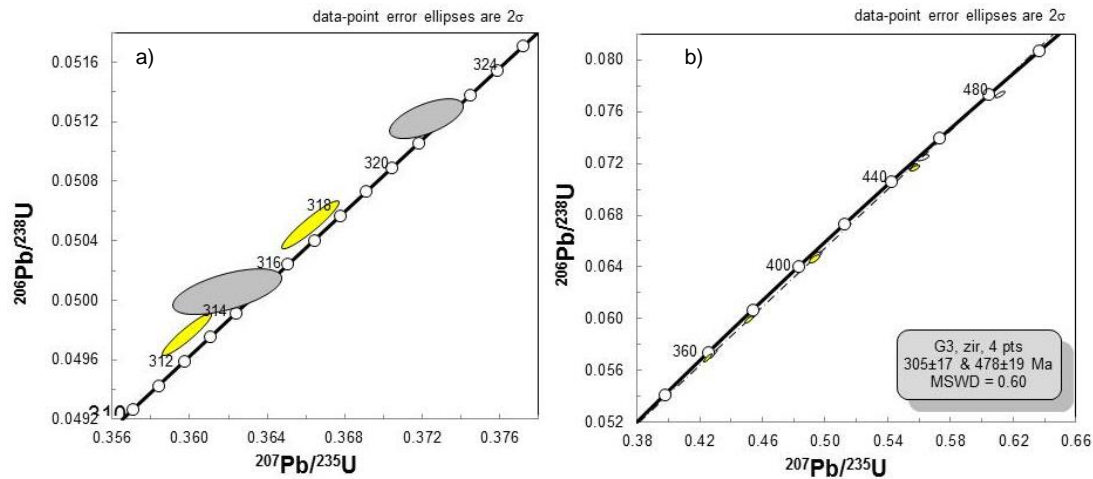 data-point error ellipses are 2σ
a)
0.0516
0.0512
0.0508
0.0504
0.0500
0.0496
0.0492
206Pb/238U
324
320
318
316
314
312
310
0.356 0.360 0.364 0.368 0.372 0.376
207Pb/235U
data-point error ellipses are 2σ
b)
0.080
0.076
0.072
0.068
0.064
0.060
0.056
0.052
206Pb/238U
480
440
400
360
G3, zir, 4 pts
305±17 & 478±19 Ma
MSWD = 0.60
0.38 0.42 0.46 0.50 0.54 0.58 0.62 0.66
207Pb/235U